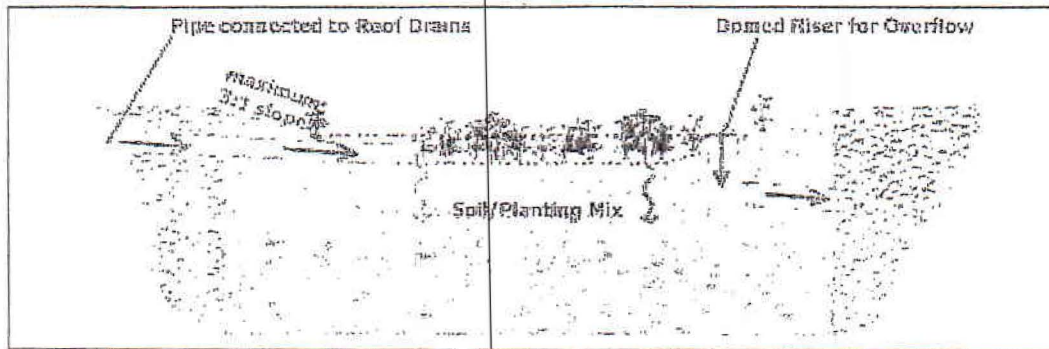 Pipe connected to Roof Drains
Domed Riser for Overflow
maximum
3:1 slope
Soil/Planting Mix